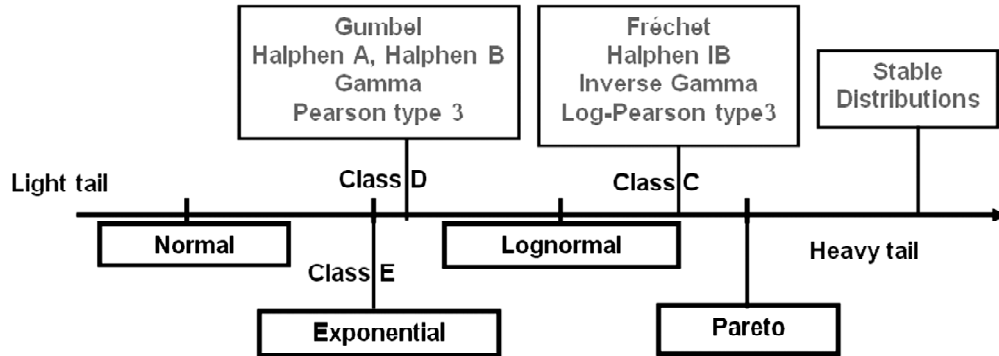 Gumbel
Halphen A, Halphen B
Gamma
Pearson type 3
Fréchet
Halphen IB
Inverse Gamma
Log-Pearson type3
Stable
Distributions
Light tail
Class D
Class C
Normal
Lognormal
Heavy tail
Class E
Exponential
Pareto